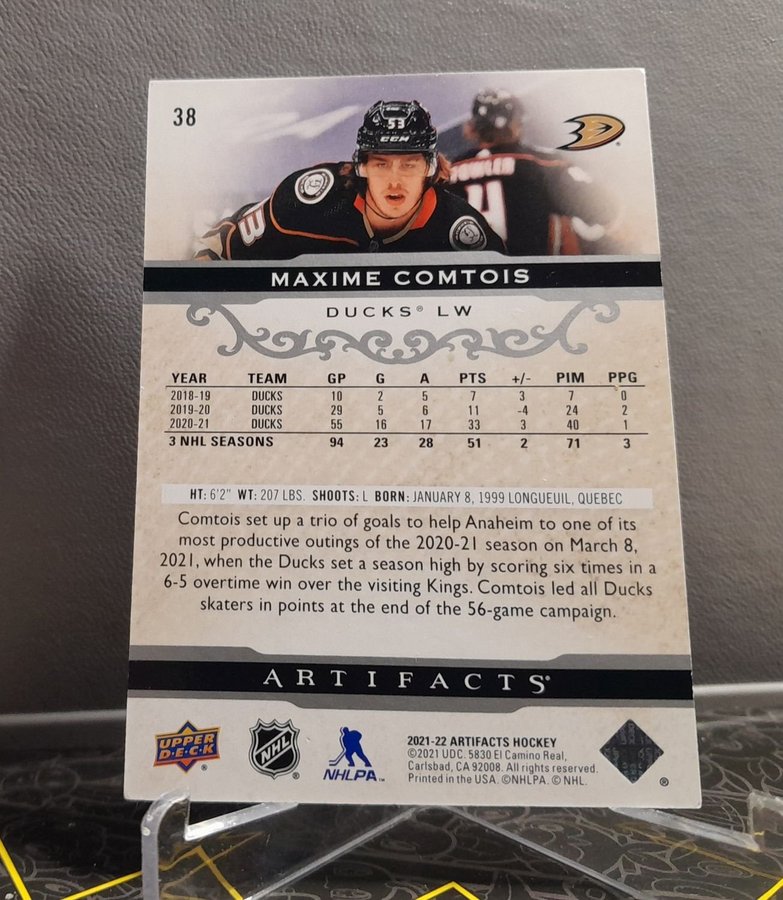 38
53
CCM
MAXIME COMTOIS
DUCKS® LW
YEAR TEAM GP G A PTS +/- PIM PPG
2018-19 DUCKS 10 2 5 7 3 7 0
2019-20 DUCKS 29 5 6 11 -4 24 2
2020-21 DUCKS 55 16 17 33 3 40 1
3 NHL SEASONS 94 23 28 51 2 71 3
HT: 6'2" WT: 207 LBS. SHOOTS: L BORN: JANUARY 8, 1999 LONGUEUIL, QUEBEC
Comtois set up a trio of goals to help Anaheim to one of its
most productive outings of the 2020-21 season on March 8,
2021, when the Ducks set a season high by scoring six times in a
6-5 overtime win over the visiting Kings. Comtois led all Ducks
skaters in points at the end of the 56-game campaign.
ARTIFACTS®
UPPER
DECK
®
NHL
®
NHLPA™
2021-22 ARTIFACTS HOCKEY
©2021 UDC. 5830 El Camino Real,
Carlsbad, CA 92008. All rights reserved.
Printed in the USA. ©NHLPA. © NHL.
®